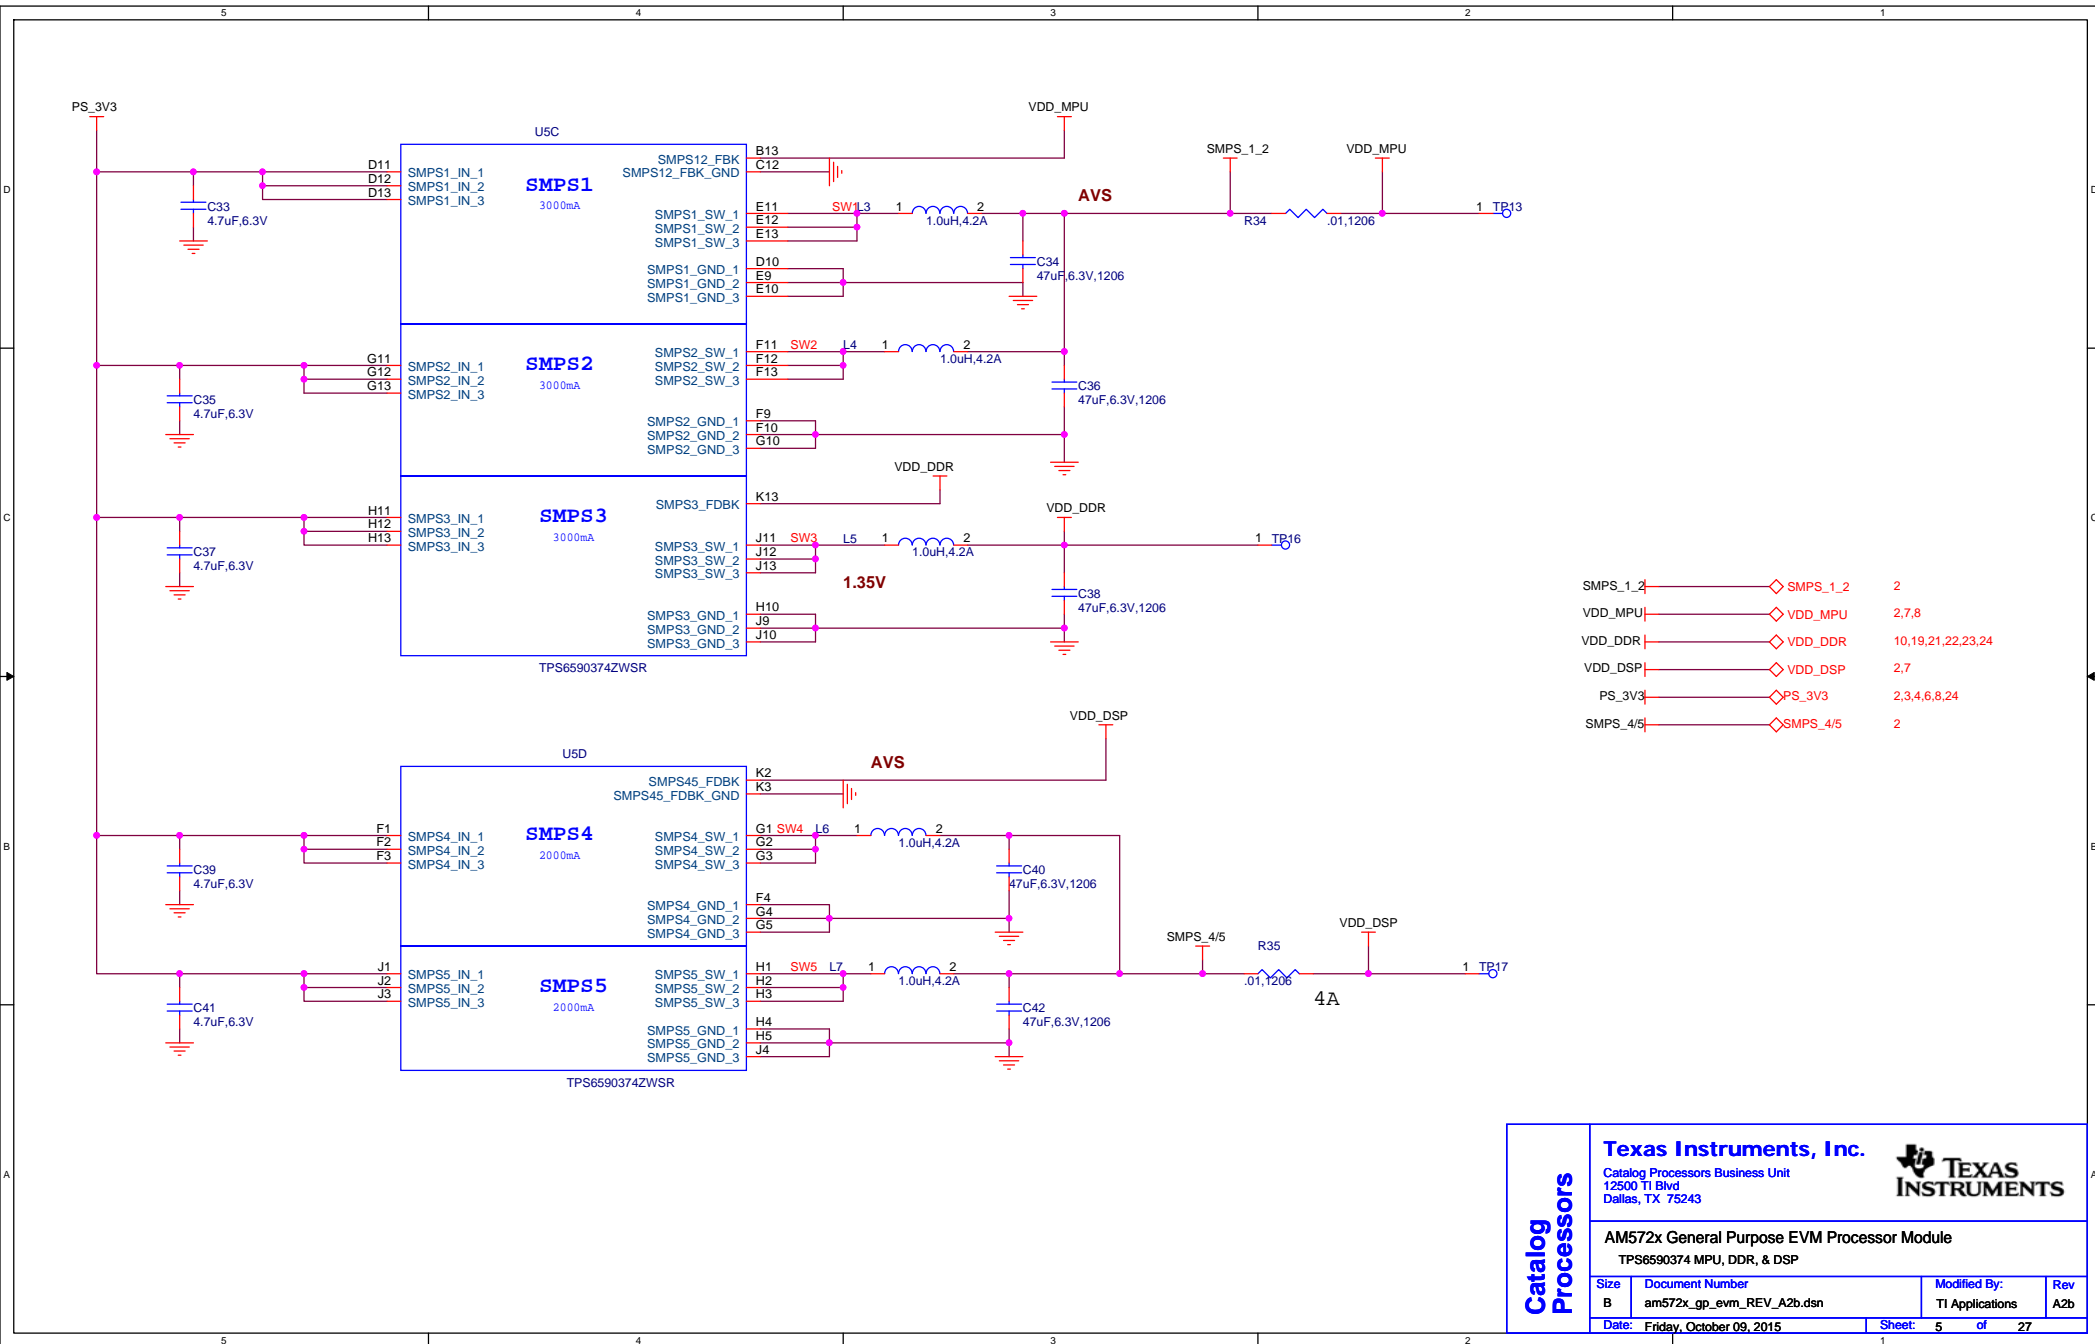 5 4 3 2 1
D
C
B
A
PS_3V3
U5C
D11 SMPS1_IN_1
D12 SMPS1_IN_2
D13 SMPS1_IN_3
SMPS1
3000mA
SMPS12_FBK B13
SMPS12_FBK_GND C12
SMPS1_SW_1 E11
SMPS1_SW_2 E12
SMPS1_SW_3 E13
SMPS1_GND_1 D10
SMPS1_GND_2 E9
SMPS1_GND_3 E10
C33
4.7uF,6.3V
VDD_MPU
SW1 L3 1 2
1.0uH,4.2A
AVS
C34
47uF,6.3V,1206
SMPS_1_2
VDD_MPU
R34 .01,1206
1 TP13
G11 SMPS2_IN_1
G12 SMPS2_IN_2
G13 SMPS2_IN_3
SMPS2
3000mA
SMPS2_SW_1 F11
SMPS2_SW_2 F12
SMPS2_SW_3 F13
SMPS2_GND_1 F9
SMPS2_GND_2 F10
SMPS2_GND_3 G10
C35
4.7uF,6.3V
SW2 L4 1 2
1.0uH,4.2A
C36
47uF,6.3V,1206
H11 SMPS3_IN_1
H12 SMPS3_IN_2
H13 SMPS3_IN_3
SMPS3
3000mA
SMPS3_FDBK K13
SMPS3_SW_1 J11
SMPS3_SW_2 J12
SMPS3_SW_3 J13
SMPS3_GND_1 H10
SMPS3_GND_2 J9
SMPS3_GND_3 J10
C37
4.7uF,6.3V
VDD_DDR
SW3 L5 1 2
1.0uH,4.2A
1.35V
VDD_DDR
C38
47uF,6.3V,1206
1 TP16
TPS6590374ZWSR
SMPS_1_2 SMPS_1_2 2
VDD_MPU VDD_MPU 2,7,8
VDD_DDR VDD_DDR 10,19,21,22,23,24
VDD_DSP VDD_DSP 2,7
PS_3V3 PS_3V3 2,3,4,6,8,24
SMPS_4/5 SMPS_4/5 2
U5D
VDD_DSP
AVS
SMPS45_FDBK K2
SMPS45_FDBK_GND K3
F1 SMPS4_IN_1
F2 SMPS4_IN_2
F3 SMPS4_IN_3
SMPS4
2000mA
SMPS4_SW_1 G1
SMPS4_SW_2 G2
SMPS4_SW_3 G3
SMPS4_GND_1 F4
SMPS4_GND_2 G4
SMPS4_GND_3 G5
C39
4.7uF,6.3V
SW4 L6 1 2
1.0uH,4.2A
C40
47uF,6.3V,1206
J1 SMPS5_IN_1
J2 SMPS5_IN_2
J3 SMPS5_IN_3
SMPS5
2000mA
SMPS5_SW_1 H1
SMPS5_SW_2 H2
SMPS5_SW_3 H3
SMPS5_GND_1 H4
SMPS5_GND_2 H5
SMPS5_GND_3 J4
C41
4.7uF,6.3V
SW5 L7 1 2
1.0uH,4.2A
C42
47uF,6.3V,1206
SMPS_4/5
R35
.01,1206
4A
VDD_DSP
1 TP17
TPS6590374ZWSR
Catalog
Processors
Texas Instruments, Inc.
Catalog Processors Business Unit
12500 TI Blvd
Dallas, TX 75243
TEXAS
INSTRUMENTS
AM572x General Purpose EVM Processor Module
TPS6590374 MPU, DDR, & DSP
Size Document Number Modified By: Rev
B am572x_gp_evm_REV_A2b.dsn TI Applications A2b
Date: Friday, October 09, 2015 Sheet: 5 of 27
D
C
B
A
5 4 3 2 1